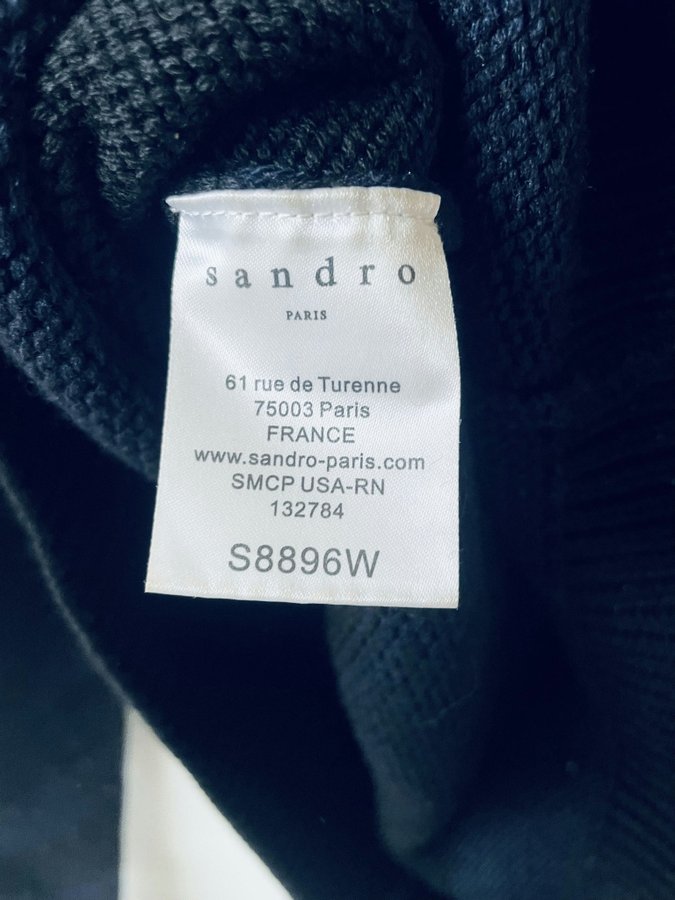 sandro
PARIS
61 rue de Turenne
75003 Paris
FRANCE
www.sandro-paris.com
SMCP USA-RN
132784
S8896W